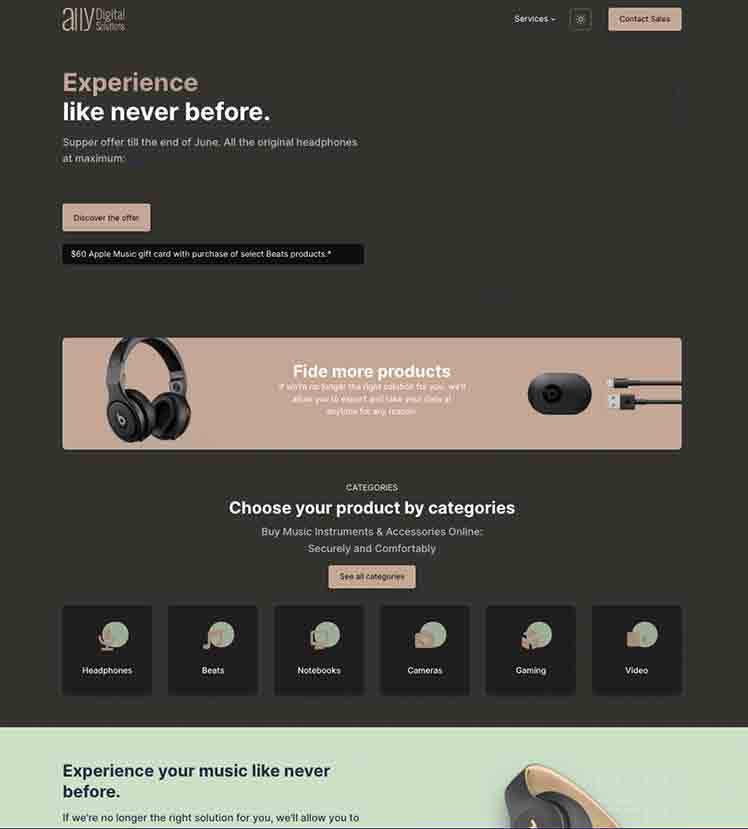 ally Digital
Solutions
Services
Contact Sales
Experience
like never before.
Supper offer till the end of June. All the original headphones
at maximum:
Discover the offer
$60 Apple Music gift card with purchase of select Beats products.*
Fide more products
If we're no longer the right solution for you, we'll
allow you to export and take your data at
anytime for any reason
CATEGORIES
Choose your product by categories
Buy Music Instruments & Accessories Online:
Securely and Comfortably
See all categories
Headphones
Beats
Notebooks
Cameras
Gaming
Video
Experience your music like never
before.
If we're no longer the right solution for you, we'll allow you to